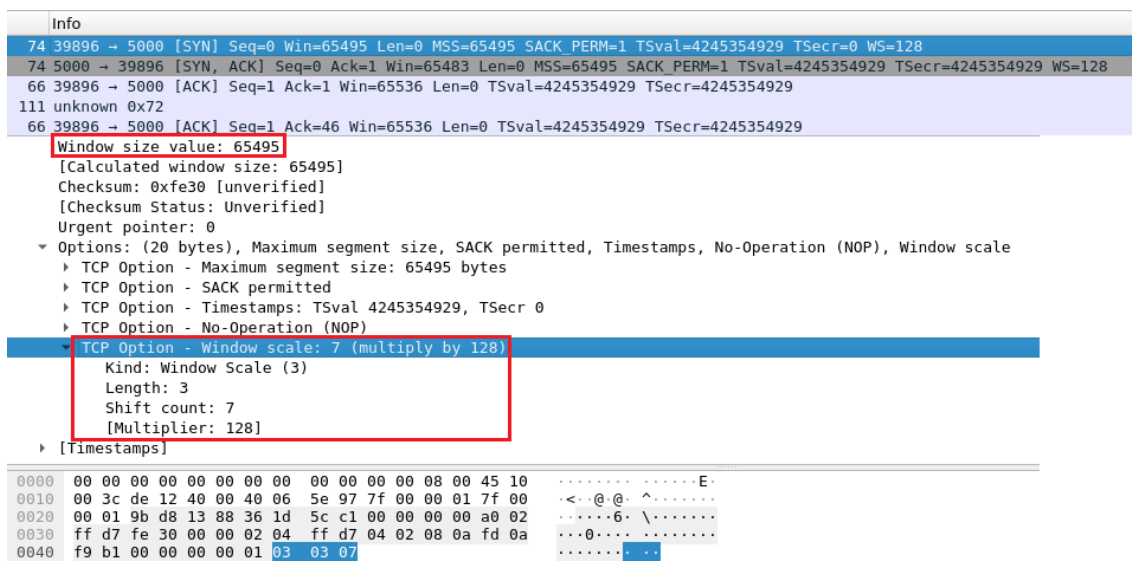 Info
74 39896 → 5000 [SYN] Seq=0 Win=65495 Len=0 MSS=65495 SACK_PERM=1 TSval=4245354929 TSecr=0 WS=128
74 5000 → 39896 [SYN, ACK] Seq=0 Ack=1 Win=65483 Len=0 MSS=65495 SACK_PERM=1 TSval=4245354929 TSecr=4245354929 WS=128
66 39896 → 5000 [ACK] Seq=1 Ack=1 Win=65536 Len=0 TSval=4245354929 TSecr=4245354929
111 unknown 0x72
66 39896 → 5000 [ACK] Seq=1 Ack=46 Win=65536 Len=0 TSval=4245354929 TSecr=4245354929
Window size value: 65495
[Calculated window size: 65495]
Checksum: 0xfe30 [unverified]
[Checksum Status: Unverified]
Urgent pointer: 0
Options: (20 bytes), Maximum segment size, SACK permitted, Timestamps, No-Operation (NOP), Window scale
TCP Option - Maximum segment size: 65495 bytes
TCP Option - SACK permitted
TCP Option - Timestamps: TSval 4245354929, TSecr 0
TCP Option - No-Operation (NOP)
TCP Option - Window scale: 7 (multiply by 128)
Kind: Window Scale (3)
Length: 3
Shift count: 7
[Multiplier: 128]
[Timestamps]
0000 00 00 00 00 00 00 00 00 00 00 00 00 08 00 45 10 ········ ······E·
0010 00 3c de 12 40 00 40 06 5e 97 7f 00 00 01 7f 00 ·<··@·@· ^·······
0020 00 01 9b d8 13 88 36 1d 5c c1 00 00 00 00 a0 02 ······6· \·······
0030 ff d7 fe 30 00 00 02 04 ff d7 04 02 08 0a fd 0a ···0···· ········
0040 f9 b1 00 00 00 00 01 03 03 07 ········ ··